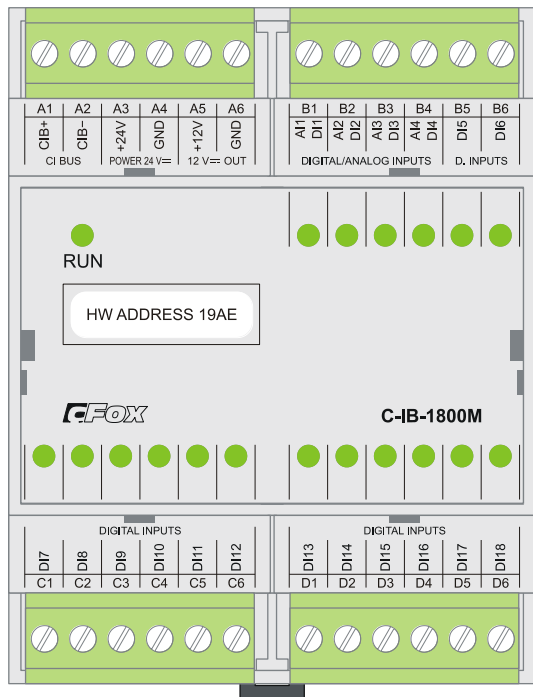 A1 A2 A3 A4 A5 A6
CIB+ CIB− +24V GND +12V GND
CI BUS POWER 24 V⎓ 12 V⎓ OUT
B1 B2 B3 B4 B5 B6
AI1 DI1 AI2 DI2 AI3 DI3 AI4 DI4 DI5 DI6
DIGITAL/ANALOG INPUTS D. INPUTS
RUN
HW ADDRESS 19AE
CFOX
C-IB-1800M
DIGITAL INPUTS
DI7 DI8 DI9 DI10 DI11 DI12
C1 C2 C3 C4 C5 C6
DIGITAL INPUTS
DI13 DI14 DI15 DI16 DI17 DI18
D1 D2 D3 D4 D5 D6